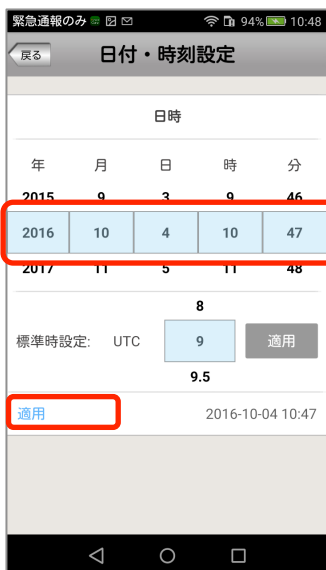 緊急通報のみ 94% 10:48
戻る 日付・時刻設定
日時
年 月 日 時 分
2015 9 3 9 46
2016 10 4 10 47
2017 11 5 11 48
8
標準時設定: UTC 9 適用
9.5
適用 2016-10-04 10:47